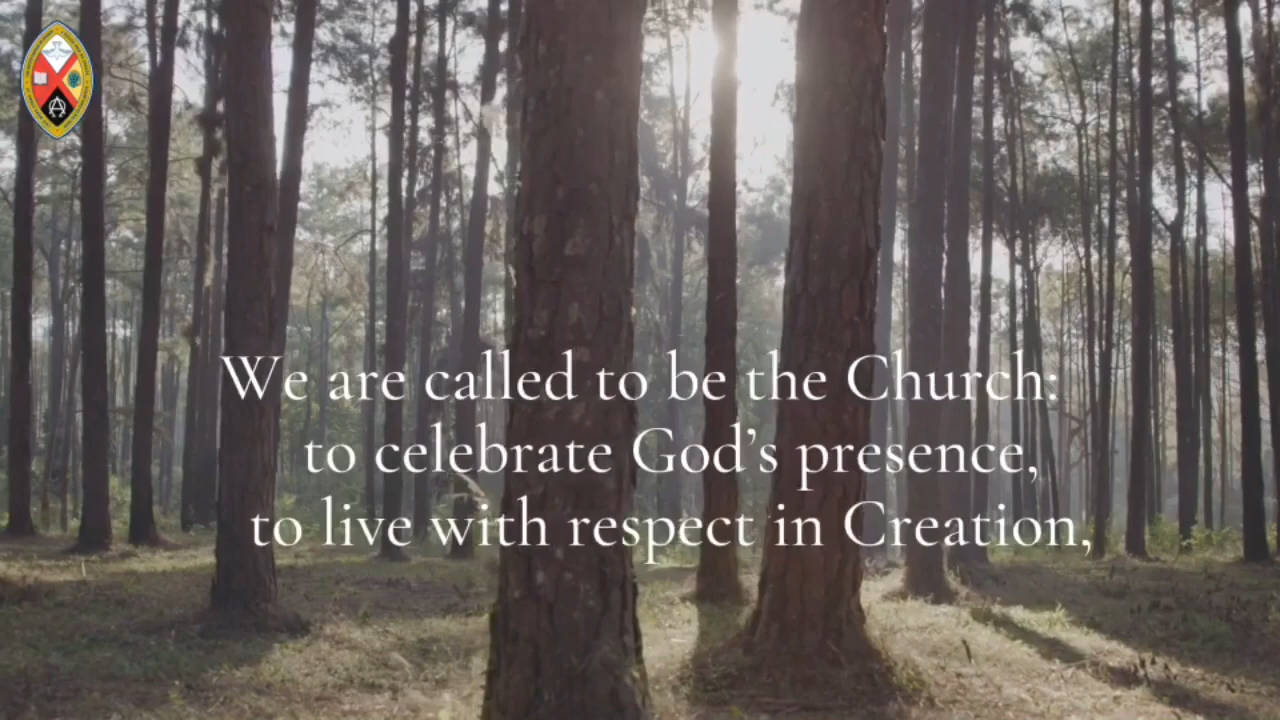 We are called to be the Church:
to celebrate God’s presence,
to live with respect in Creation,